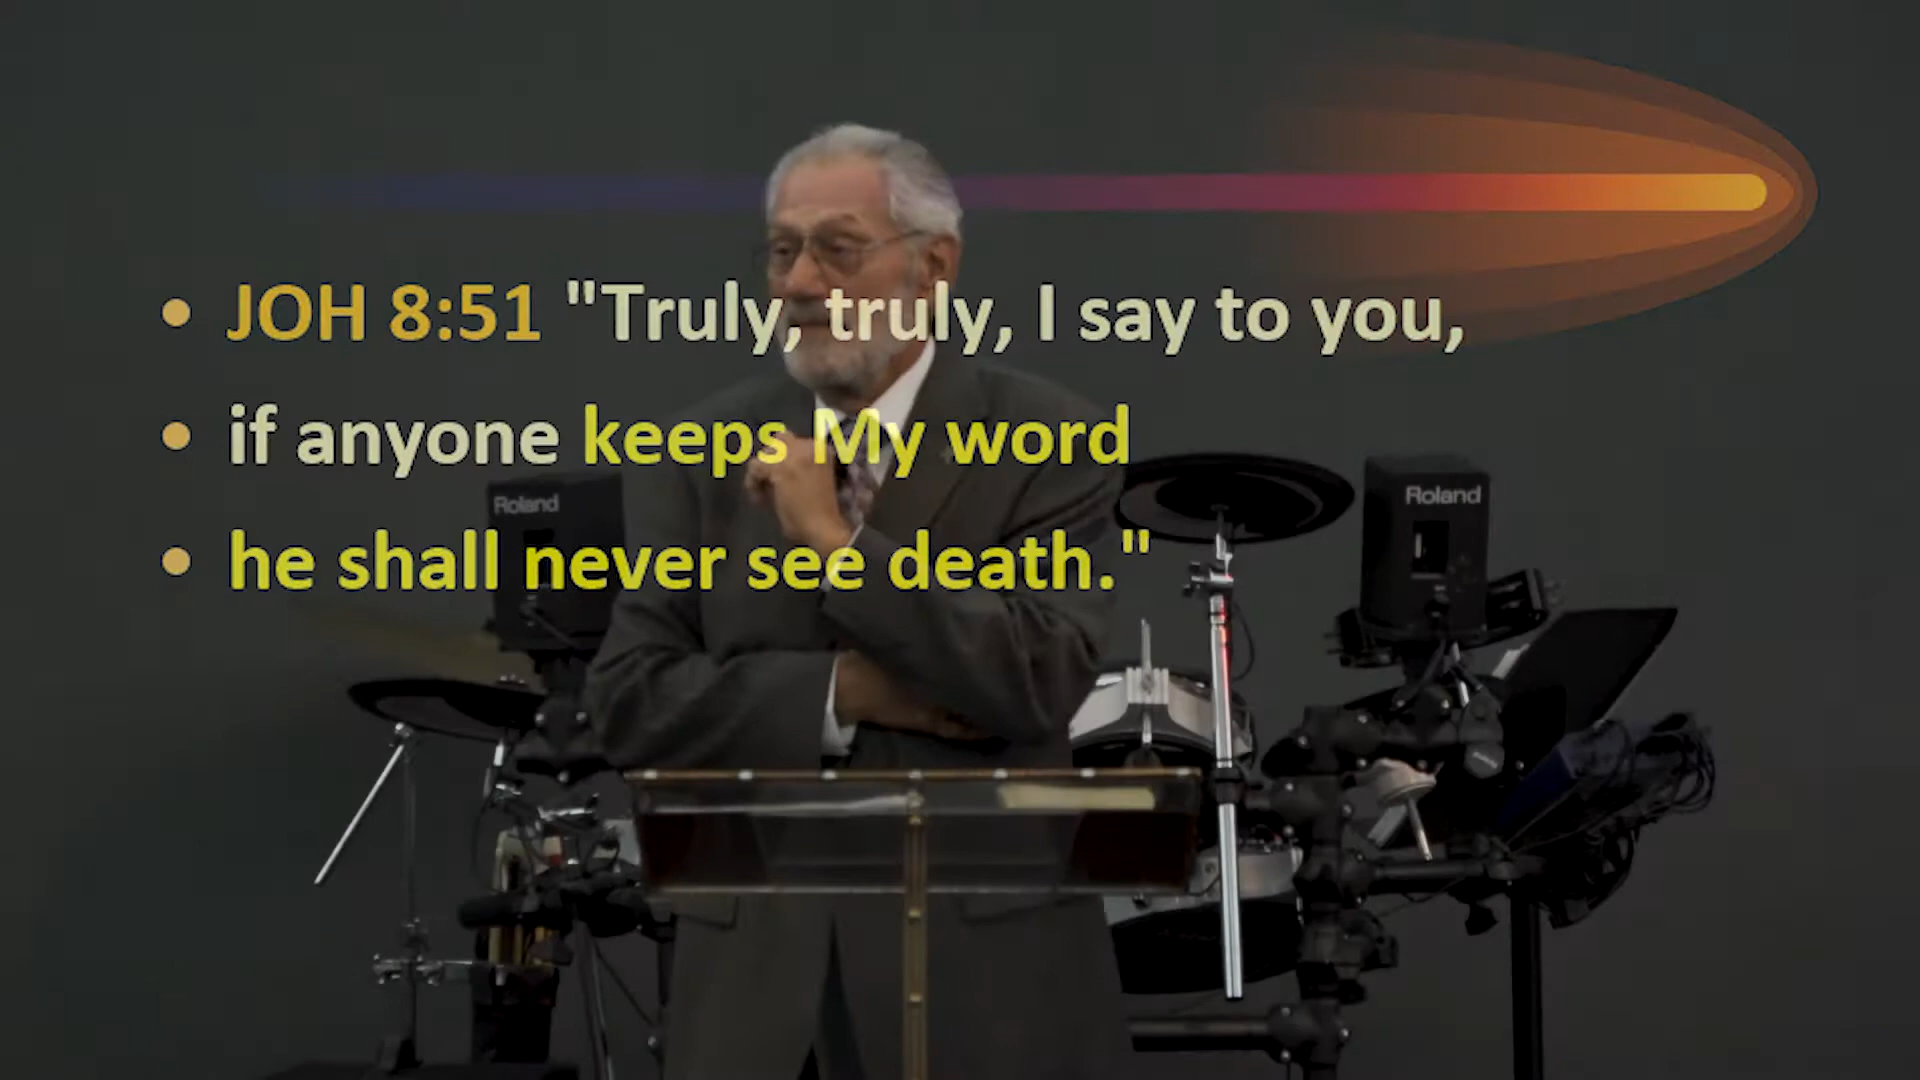 • JOH 8:51 "Truly, truly, I say to you,
• if anyone keeps My word
Roland
Roland
• he shall never see death."